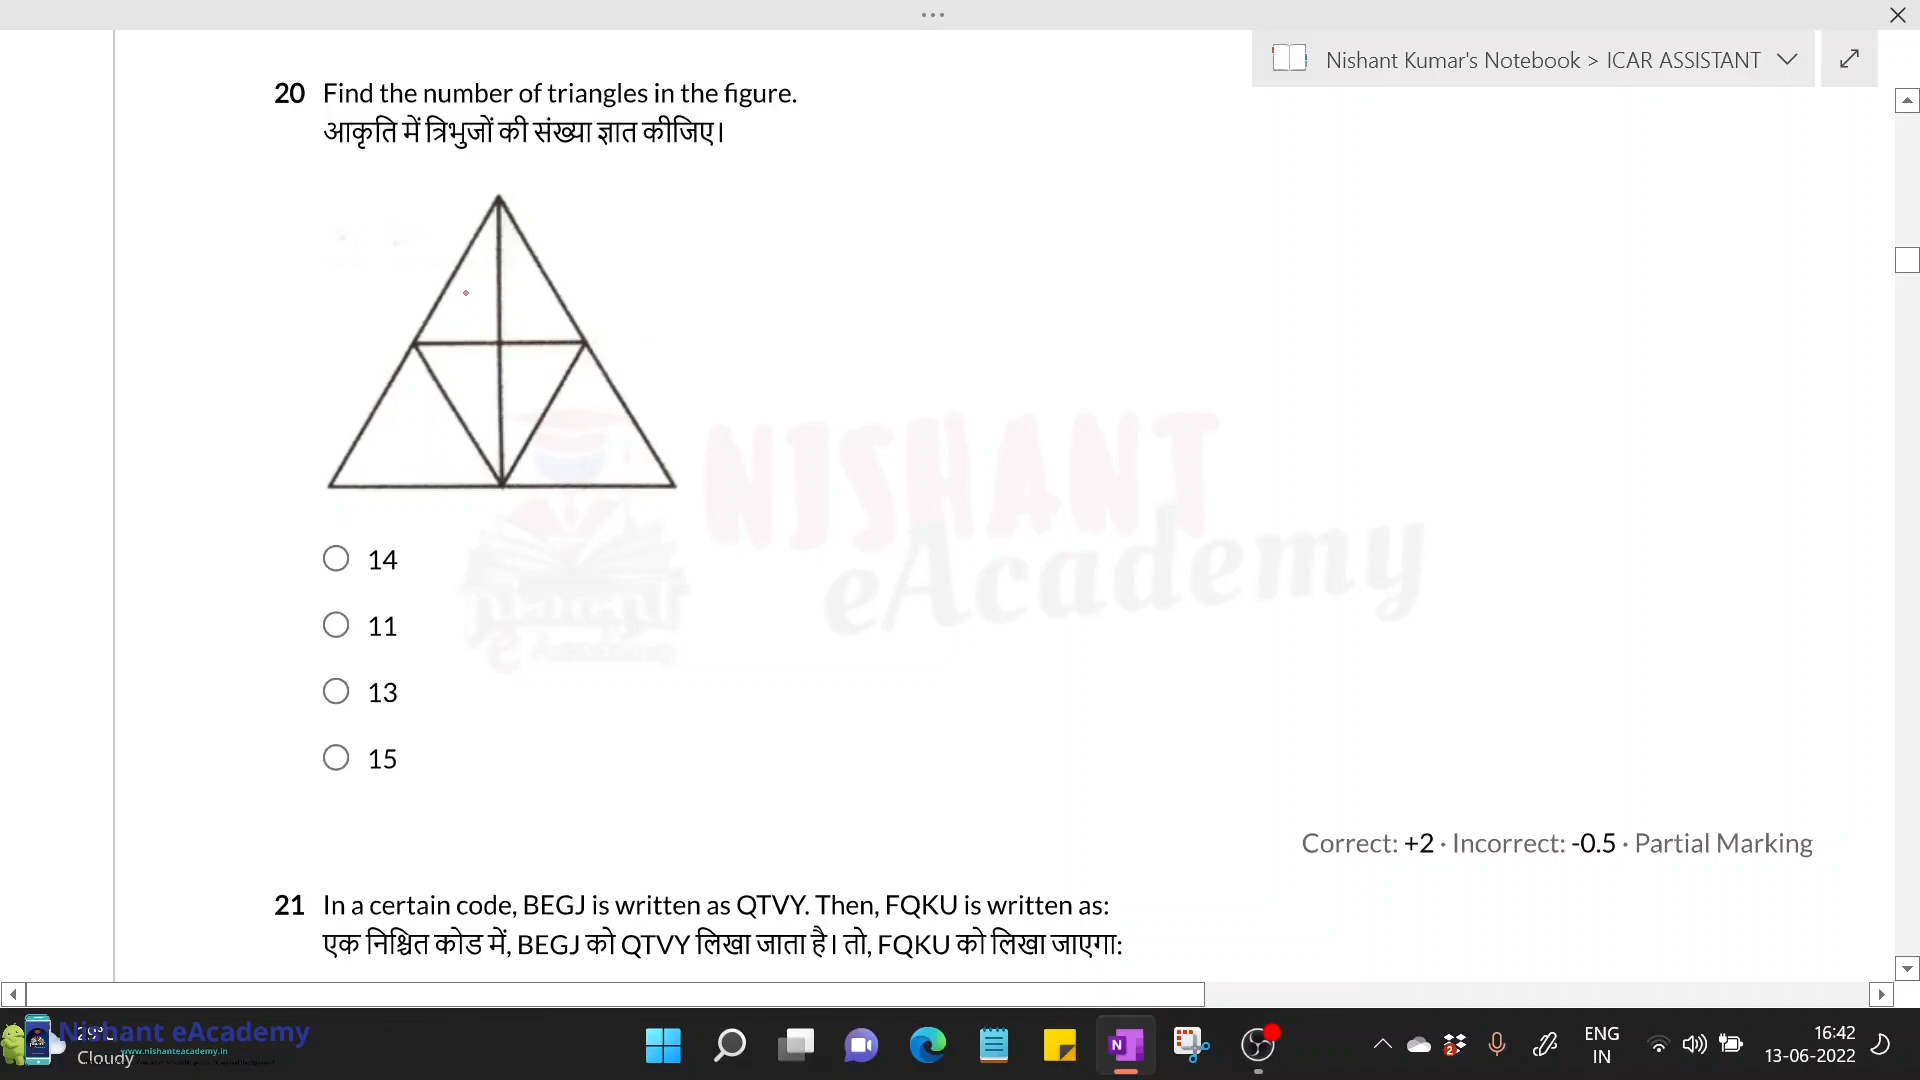 Nishant Kumar's Notebook > ICAR ASSISTANT
20 Find the number of triangles in the figure.
आकृति में त्रिभुजों की संख्या ज्ञात कीजिए।
NISHANT
eAcademy
14
11
13
15
Correct: +2 · Incorrect: -0.5 · Partial Marking
21 In a certain code, BEGJ is written as QTVY. Then, FQKU is written as:
एक निश्चित कोड में, BEGJ को QTVY लिखा जाता है। तो, FQKU को लिखा जाएगा:
Nishant eAcademy
www.nishanteacademy.in
Cloudy
N
2
ENG
IN
16:42
13-06-2022